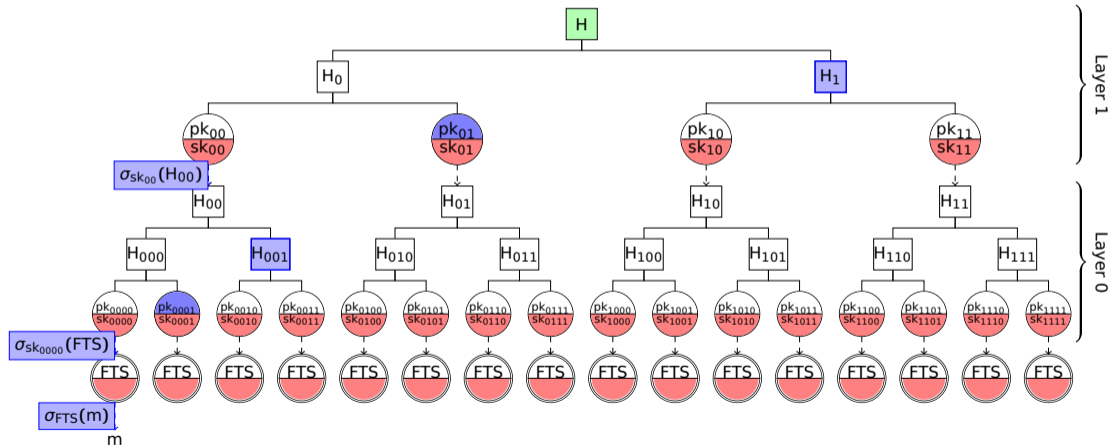 H
H₀ H₁
Layer 1
pk₀₀ pk₀₁ pk₁₀ pk₁₁
sk₀₀ sk₀₁ sk₁₀ sk₁₁
σsk₀₀(H₀₀)
H₀₀ H₀₁ H₁₀ H₁₁
Layer 0
H₀₀₀ H₀₀₁ H₀₁₀ H₀₁₁ H₁₀₀ H₁₀₁ H₁₁₀ H₁₁₁
pk₀₀₀₀ pk₀₀₀₁ pk₀₀₁₀ pk₀₀₁₁ pk₀₁₀₀ pk₀₁₀₁ pk₀₁₁₀ pk₀₁₁₁ pk₁₀₀₀ pk₁₀₀₁ pk₁₀₁₀ pk₁₀₁₁ pk₁₁₀₀ pk₁₁₀₁ pk₁₁₁₀ pk₁₁₁₁
sk₀₀₀₀ sk₀₀₀₁ sk₀₀₁₀ sk₀₀₁₁ sk₀₁₀₀ sk₀₁₀₁ sk₀₁₁₀ sk₀₁₁₁ sk₁₀₀₀ sk₁₀₀₁ sk₁₀₁₀ sk₁₀₁₁ sk₁₁₀₀ sk₁₁₀₁ sk₁₁₁₀ sk₁₁₁₁
σsk₀₀₀₀(FTS)
FTS FTS FTS FTS FTS FTS FTS FTS FTS FTS FTS FTS FTS FTS FTS FTS
σFTS(m)
m